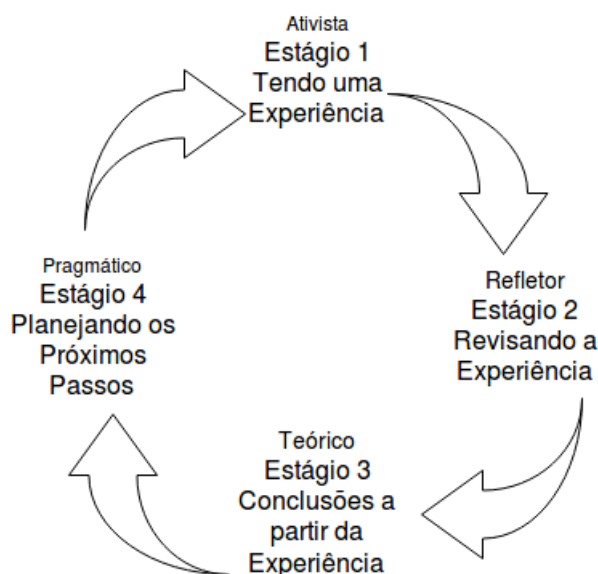 Ativista
Estágio 1
Tendo uma
Experiência
Refletor
Estágio 2
Revisando a
Experiência
Teórico
Estágio 3
Conclusões a
partir da
Experiência
Pragmático
Estágio 4
Planejando os
Próximos
Passos